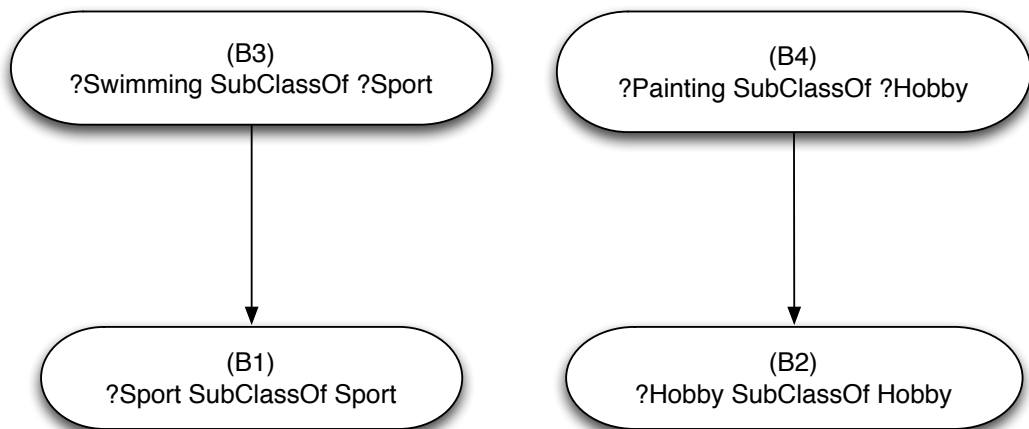 (B3)
?Swimming SubClassOf ?Sport
(B4)
?Painting SubClassOf ?Hobby
(B1)
?Sport SubClassOf Sport
(B2)
?Hobby SubClassOf Hobby